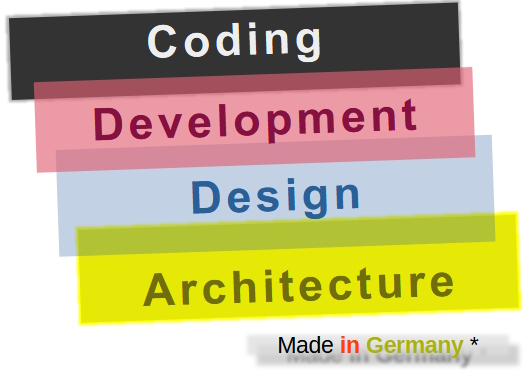 Coding
Development
Design
Architecture
Made in Germany *